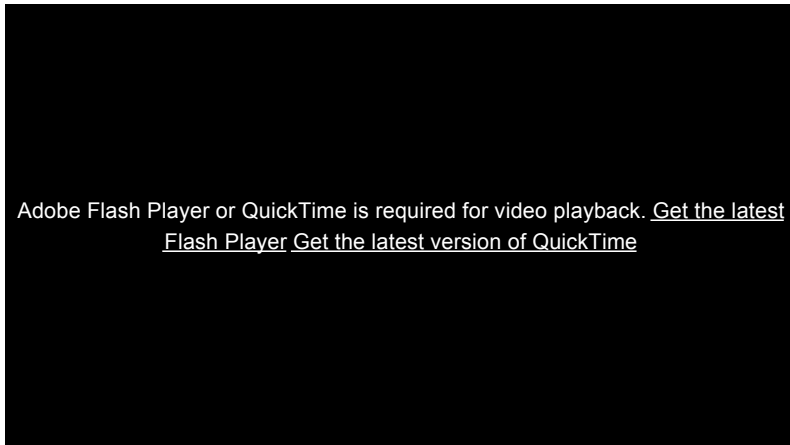 Adobe Flash Player or QuickTime is required for video playback. Get the latest
Flash Player Get the latest version of QuickTime